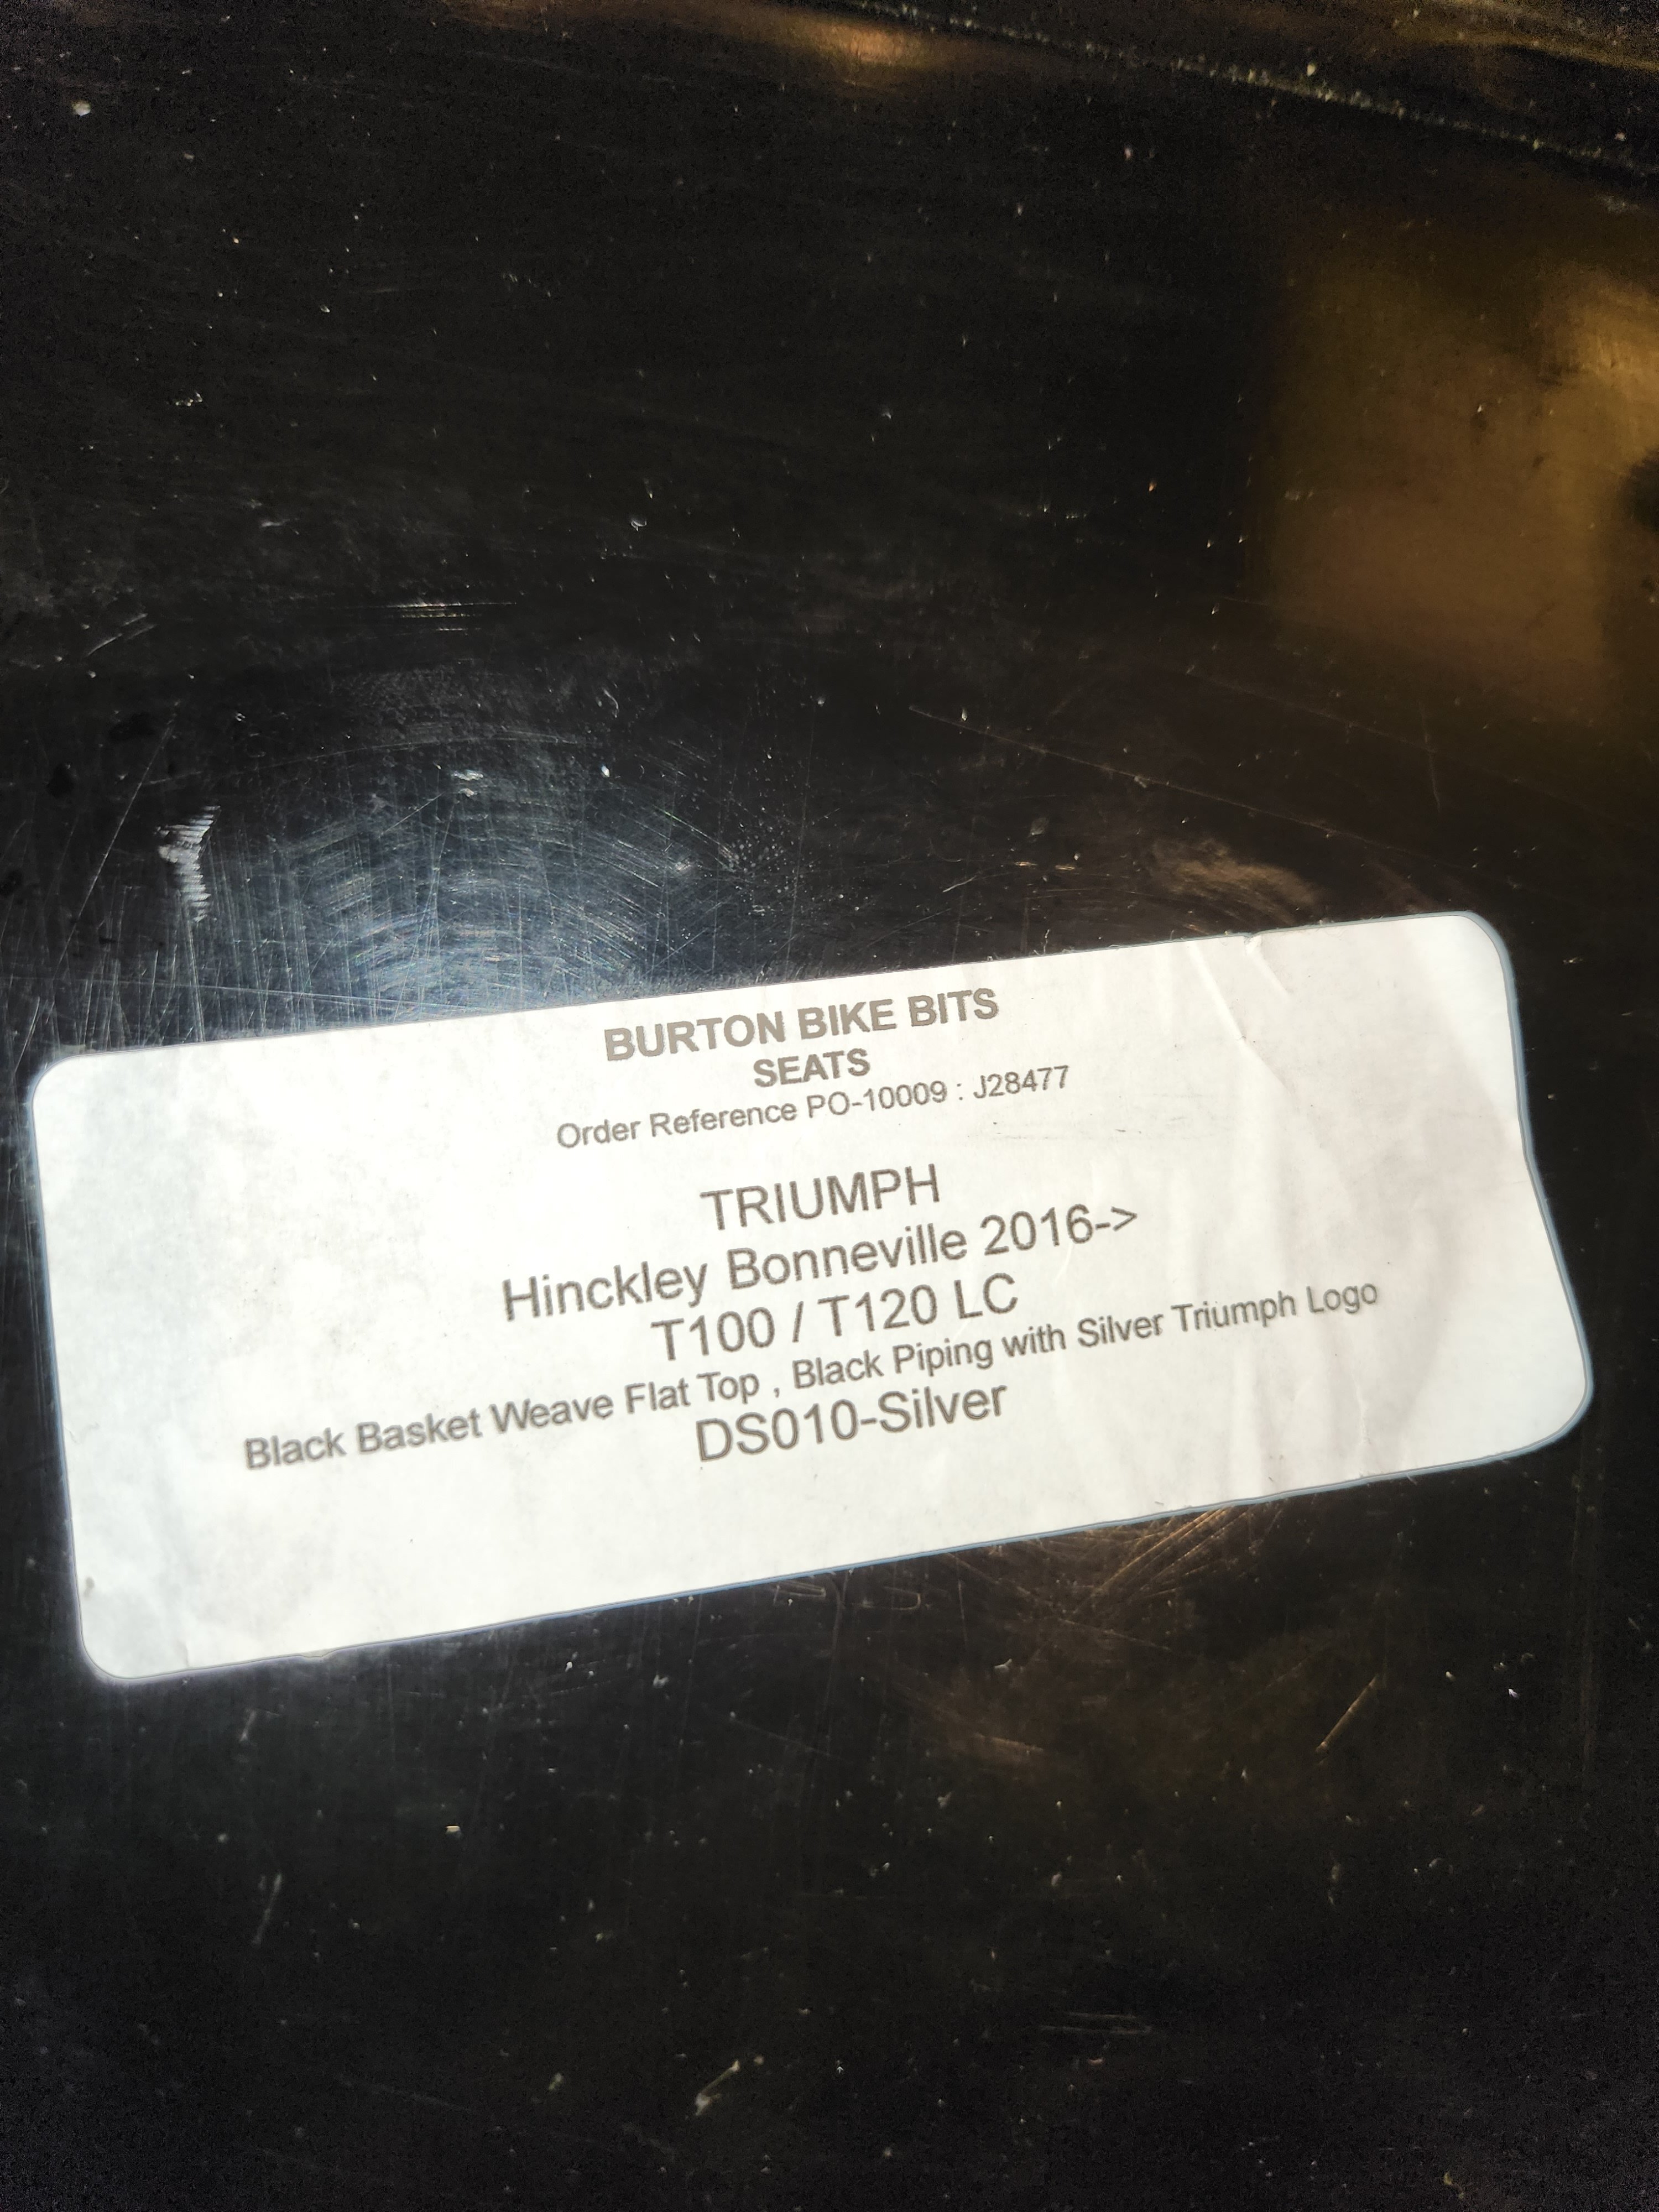 BURTON BIKE BITS
SEATS
Order Reference PO-10009 : J28477
TRIUMPH
Hinckley Bonneville 2016->
T100 / T120 LC
Black Basket Weave Flat Top , Black Piping with Silver Triumph Logo
DS010-Silver